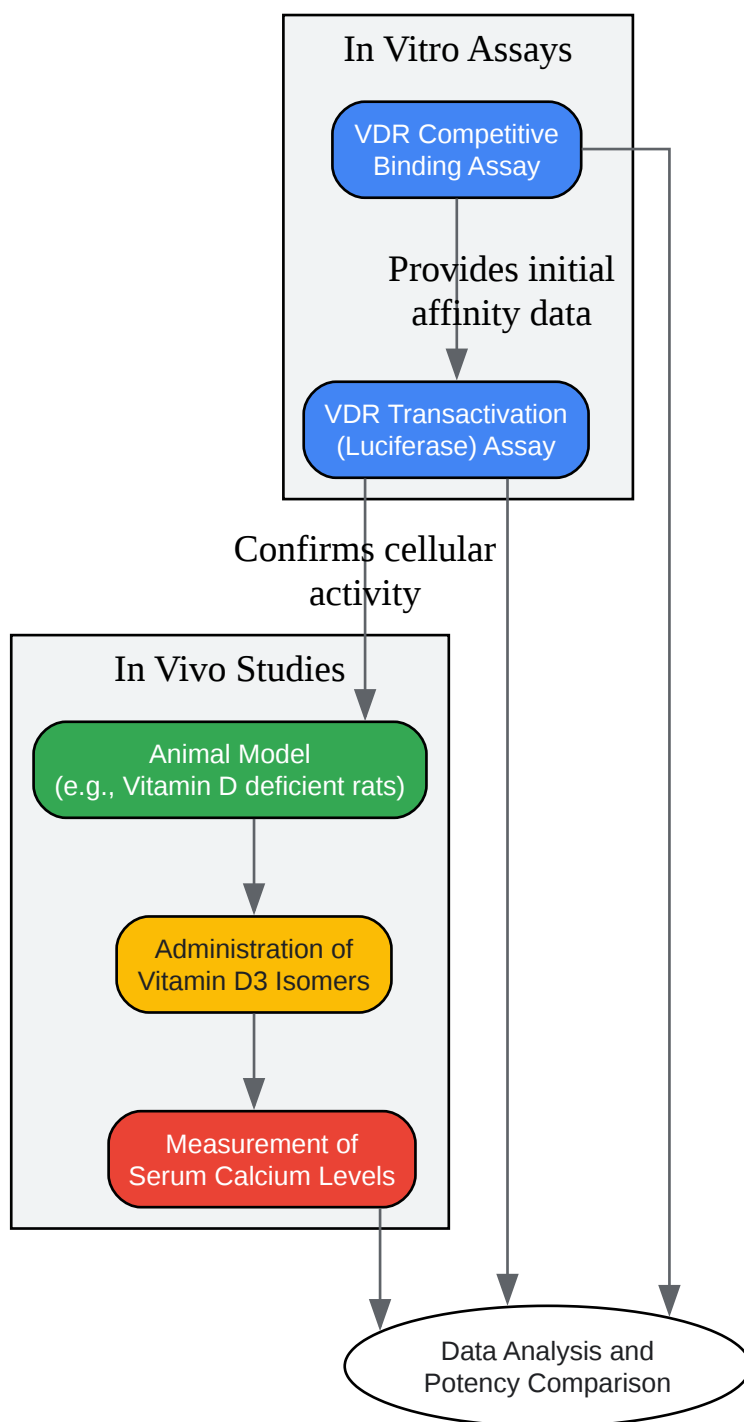 In Vitro Assays
VDR Competitive
Binding Assay
Provides initial
affinity data
VDR Transactivation
(Luciferase) Assay
Confirms cellular
activity
In Vivo Studies
Animal Model
(e.g., Vitamin D deficient rats)
Administration of
Vitamin D3 Isomers
Measurement of
Serum Calcium Levels
Data Analysis and
Potency Comparison